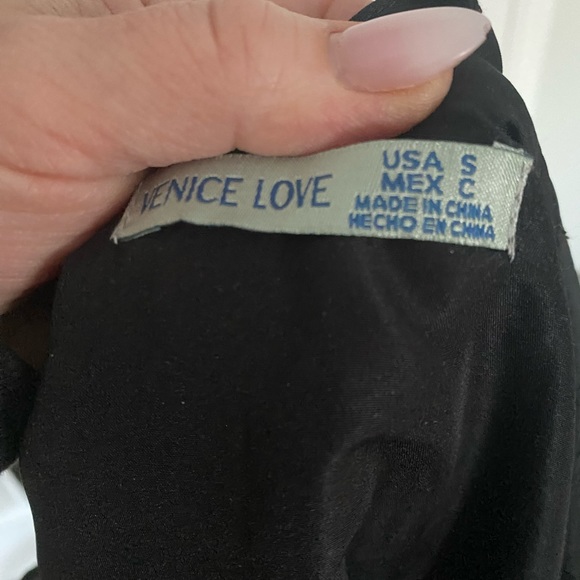 VENICE LOVE
USA S
MEX C
MADE IN CHINA
HECHO EN CHINA